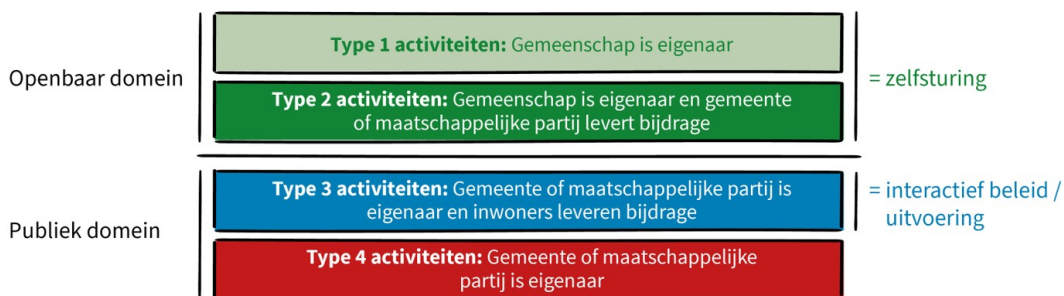 Type 1 activiteiten: Gemeenschap is eigenaar
Openbaar domein
= zelfsturing
Type 2 activiteiten: Gemeenschap is eigenaar en gemeente
of maatschappelijke partij levert bijdrage
Type 3 activiteiten: Gemeente of maatschappelijke partij is
eigenaar en inwoners leveren bijdrage
= interactief beleid /
uitvoering
Publiek domein
Type 4 activiteiten: Gemeente of maatschappelijke
partij is eigenaar